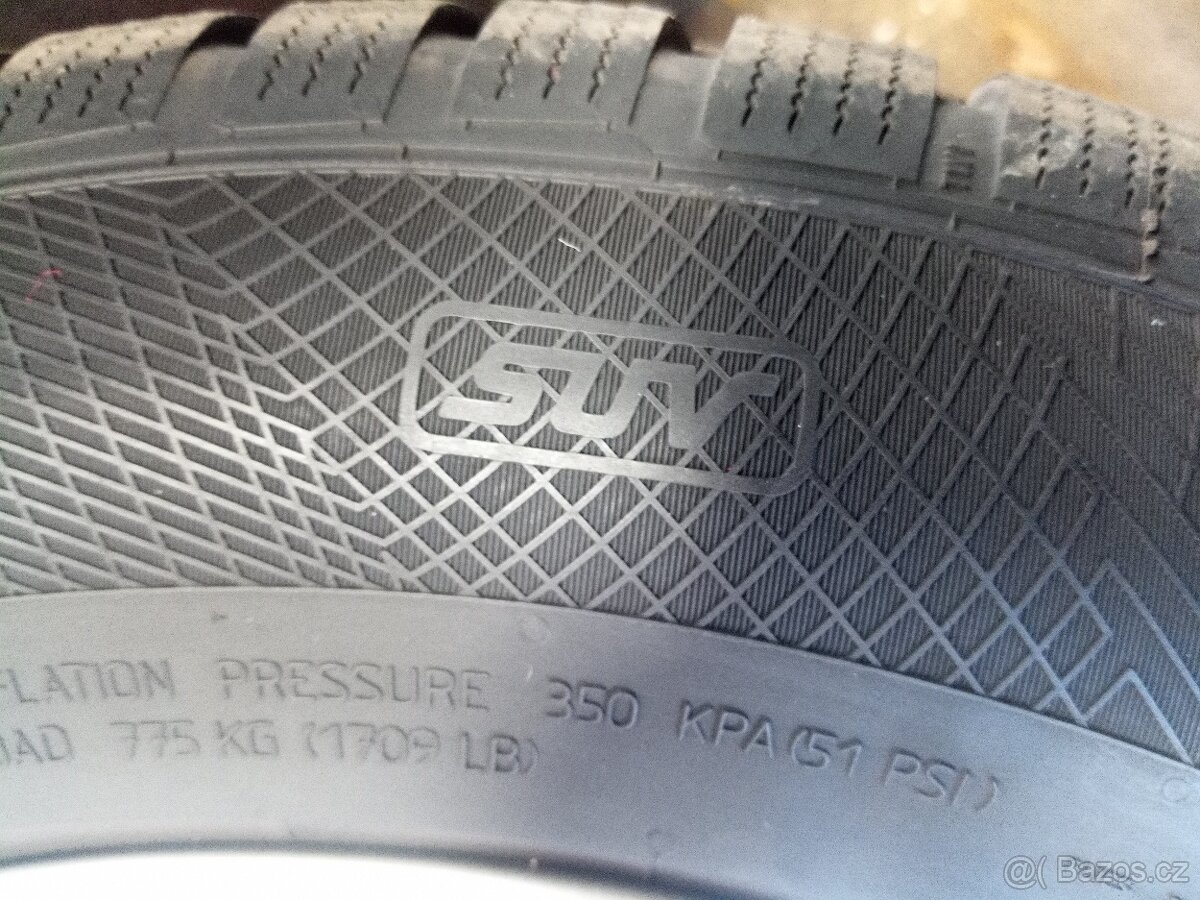 SUV
FLATION PRESSURE 350 KPA (51 PSI)
OAD 775 KG (1709 LB)
@( Bazos.cz